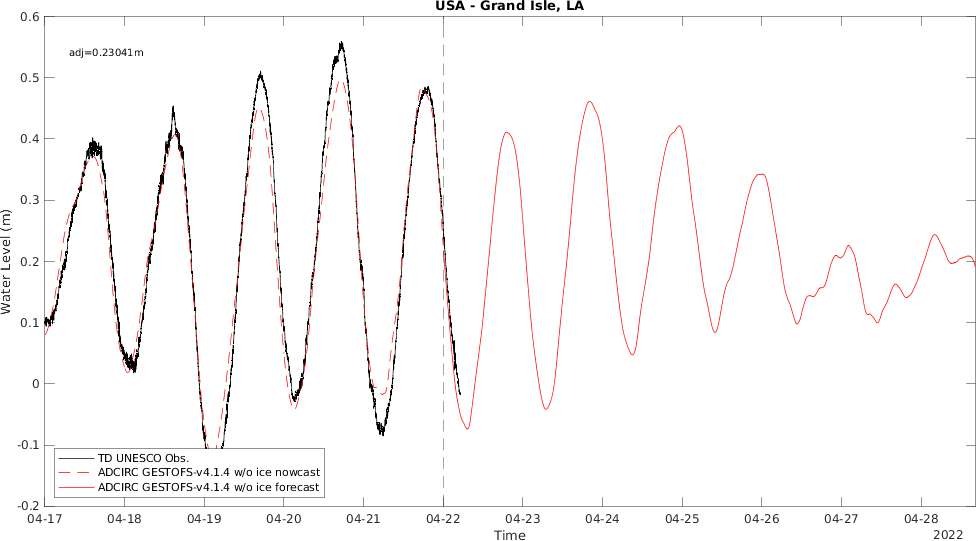 USA - Grand Isle, LA
adj=0.23041m
Water Level (m)
0.6
0.5
0.4
0.3
0.2
0.1
0
-0.1
-0.2
TD UNESCO Obs.
ADCIRC GESTOFS-v4.1.4 w/o ice nowcast
ADCIRC GESTOFS-v4.1.4 w/o ice forecast
04-17 04-18 04-19 04-20 04-21 04-22 04-23 04-24 04-25 04-26 04-27 04-28
Time
2022